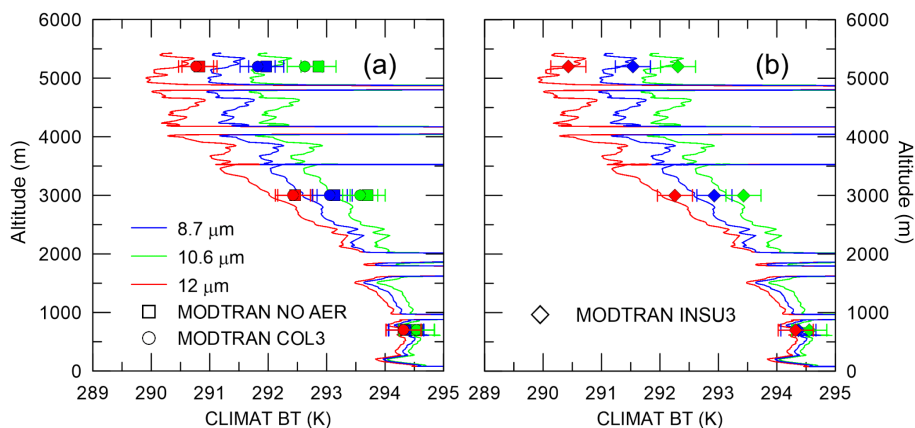 6000
5000
4000
3000
2000
1000
0
Altitude (m)
(a)
8.7 μm
10.6 μm
12 μm
MODTRAN NO AER
MODTRAN COL3
289 290 291 292 293 294 295
CLIMAT BT (K)
(b)
MODTRAN INSU3
289 290 291 292 293 294 295
CLIMAT BT (K)
6000
5000
4000
3000
2000
1000
0
Altitude (m)